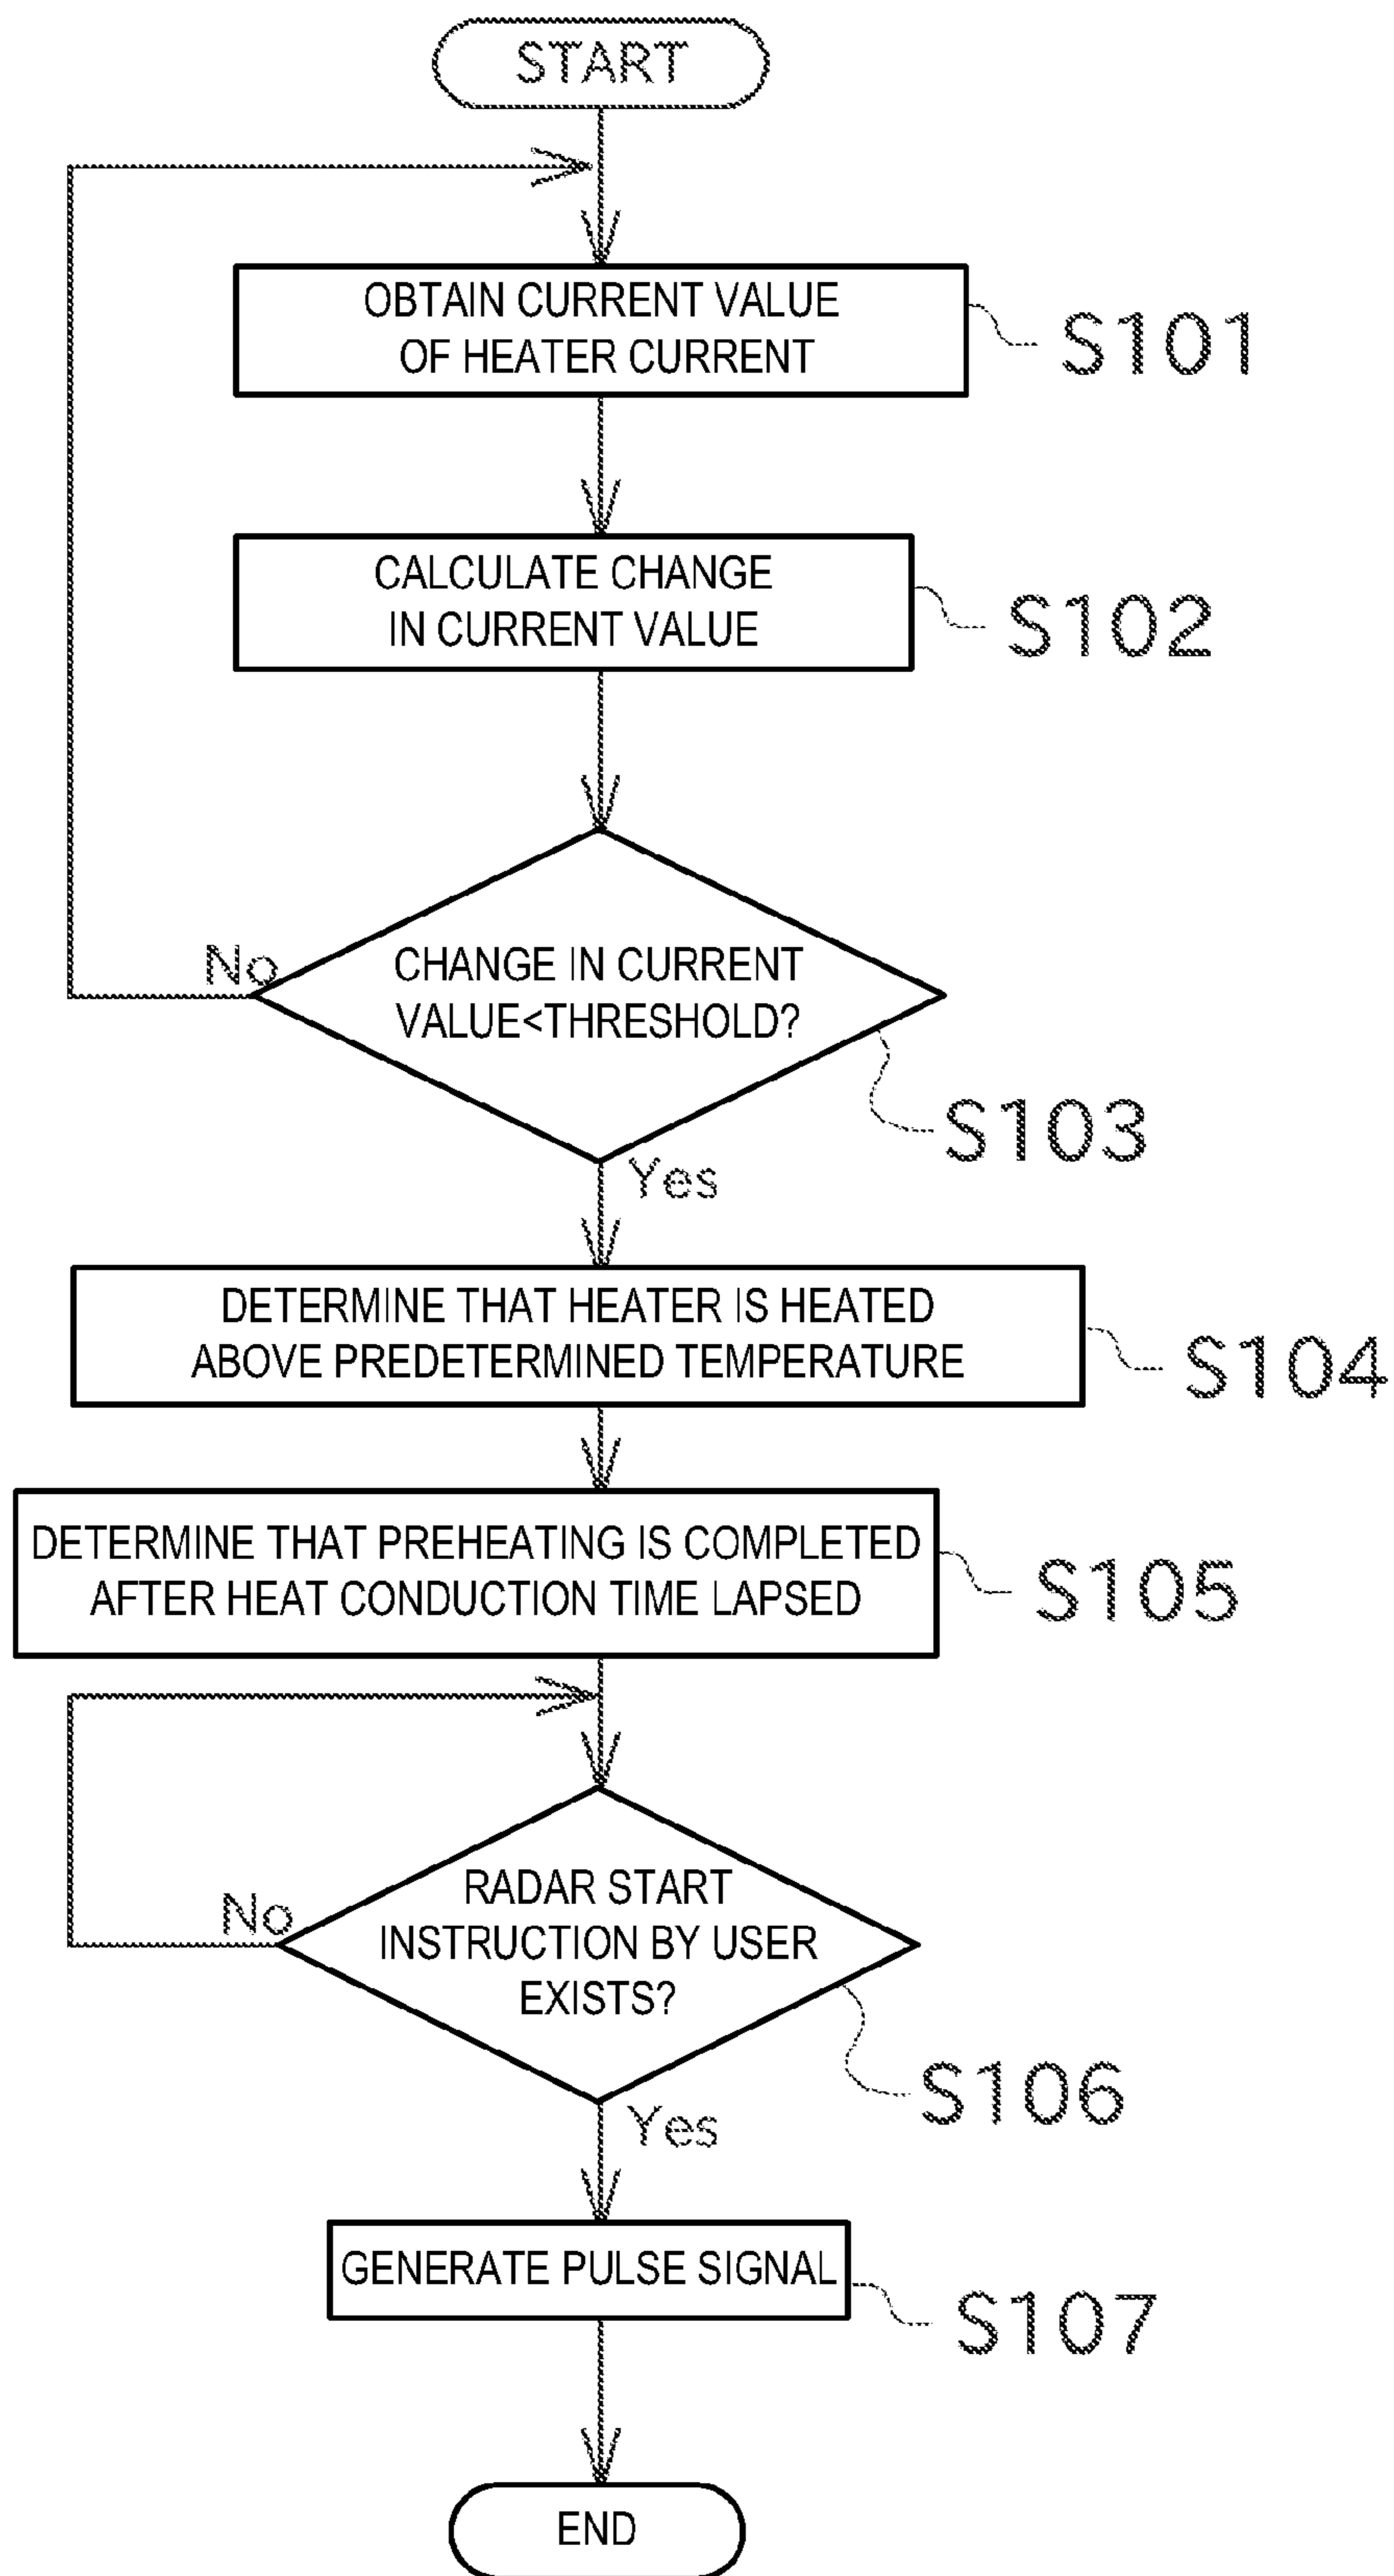 START
OBTAIN CURRENT VALUE
OF HEATER CURRENT
S101
CALCULATE CHANGE
IN CURRENT VALUE
S102
No
CHANGE IN CURRENT
VALUE<THRESHOLD?
S103
Yes
DETERMINE THAT HEATER IS HEATED
ABOVE PREDETERMINED TEMPERATURE
S104
DETERMINE THAT PREHEATING IS COMPLETED
AFTER HEAT CONDUCTION TIME LAPSED
S105
No
RADAR START
INSTRUCTION BY USER
EXISTS?
S106
Yes
GENERATE PULSE SIGNAL
S107
END